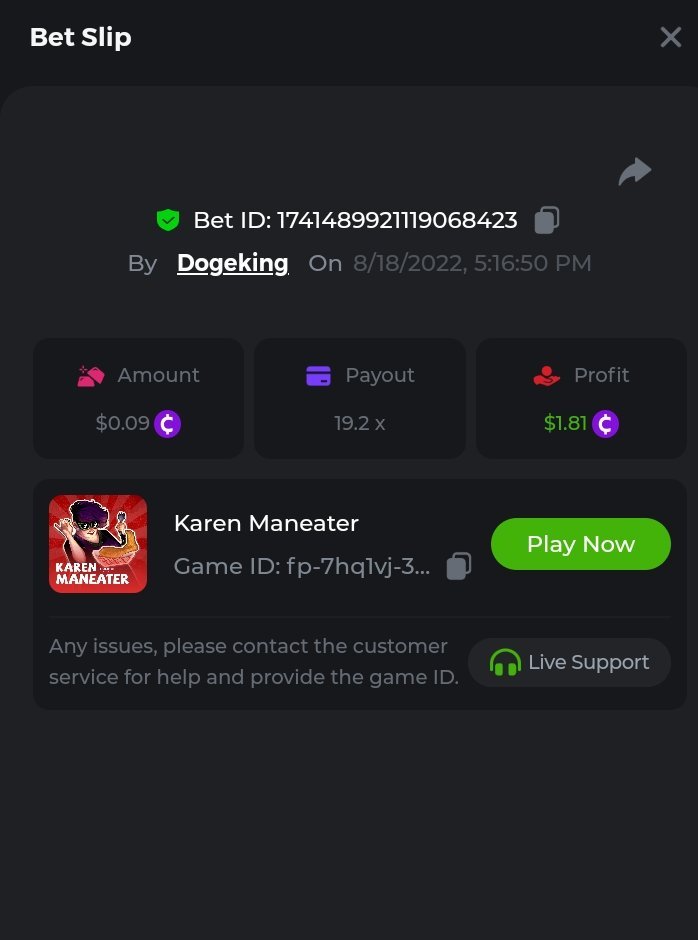 Bet Slip
Bet ID: 1741489921119068423
By Dogeking On 8/18/2022, 5:16:50 PM
Amount Payout Profit
$0.09 19.2 x $1.81
Karen Maneater
Game ID: fp-7hq1vj-3...
Play Now
KAREN
MANEATER
Any issues, please contact the customer
service for help and provide the game ID.
Live Support